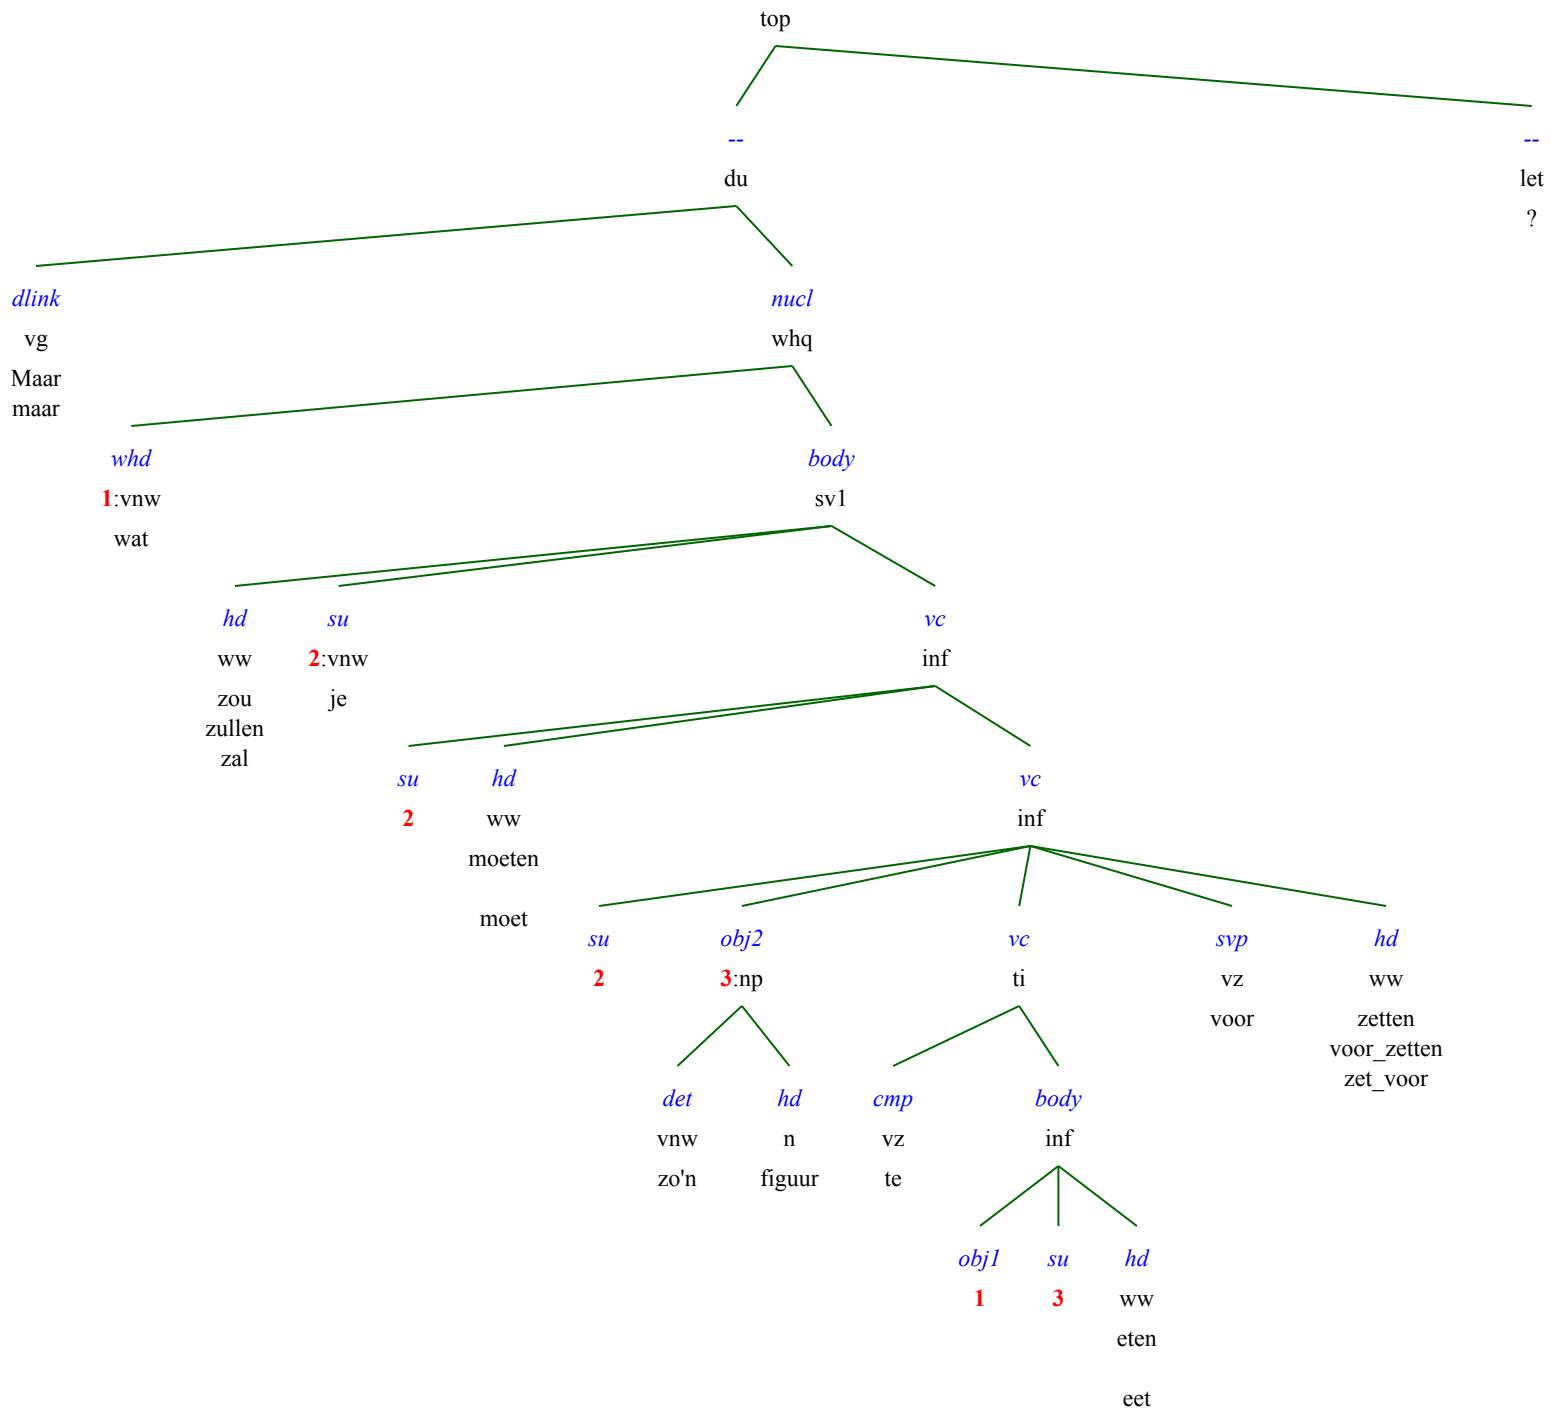 top
-- --
du let
?
dlink nucl
vg whq
Maar
maar
whd body
1:vnw sv1
wat
hd su vc
ww 2:vnw inf
zou je
zullen
zal
su hd vc
2 ww inf
moeten
moet
su obj2 vc svp hd
2 3:np ti vz ww
voor zetten
voor_zetten
zet_voor
det hd cmp body
vnw n vz inf
zo'n figuur te
obj1 su hd
1 3 ww
eten
eet